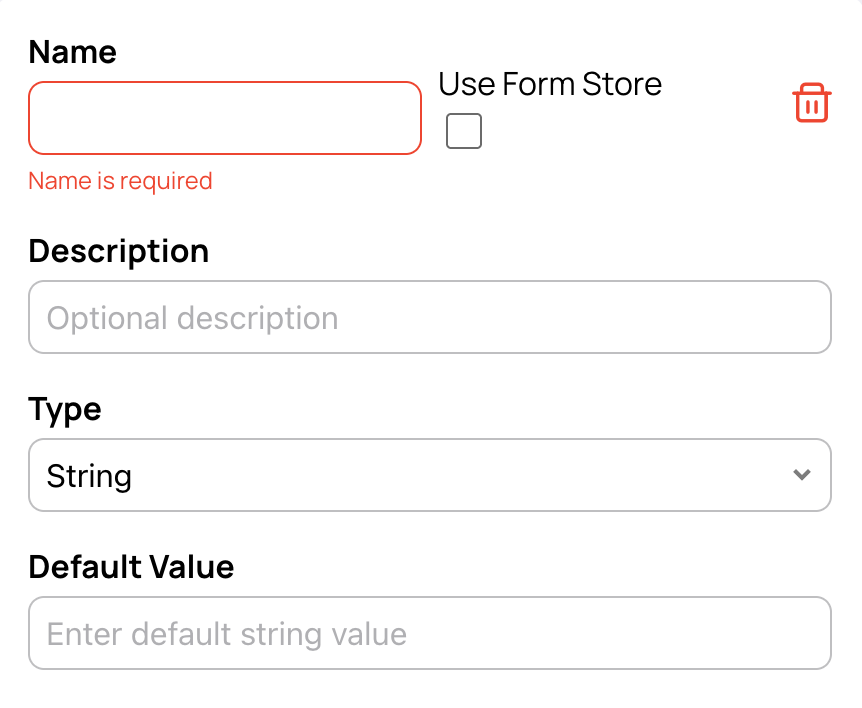 Name
Use Form Store
Name is required
Description
Optional description
Type
String
Default Value
Enter default string value